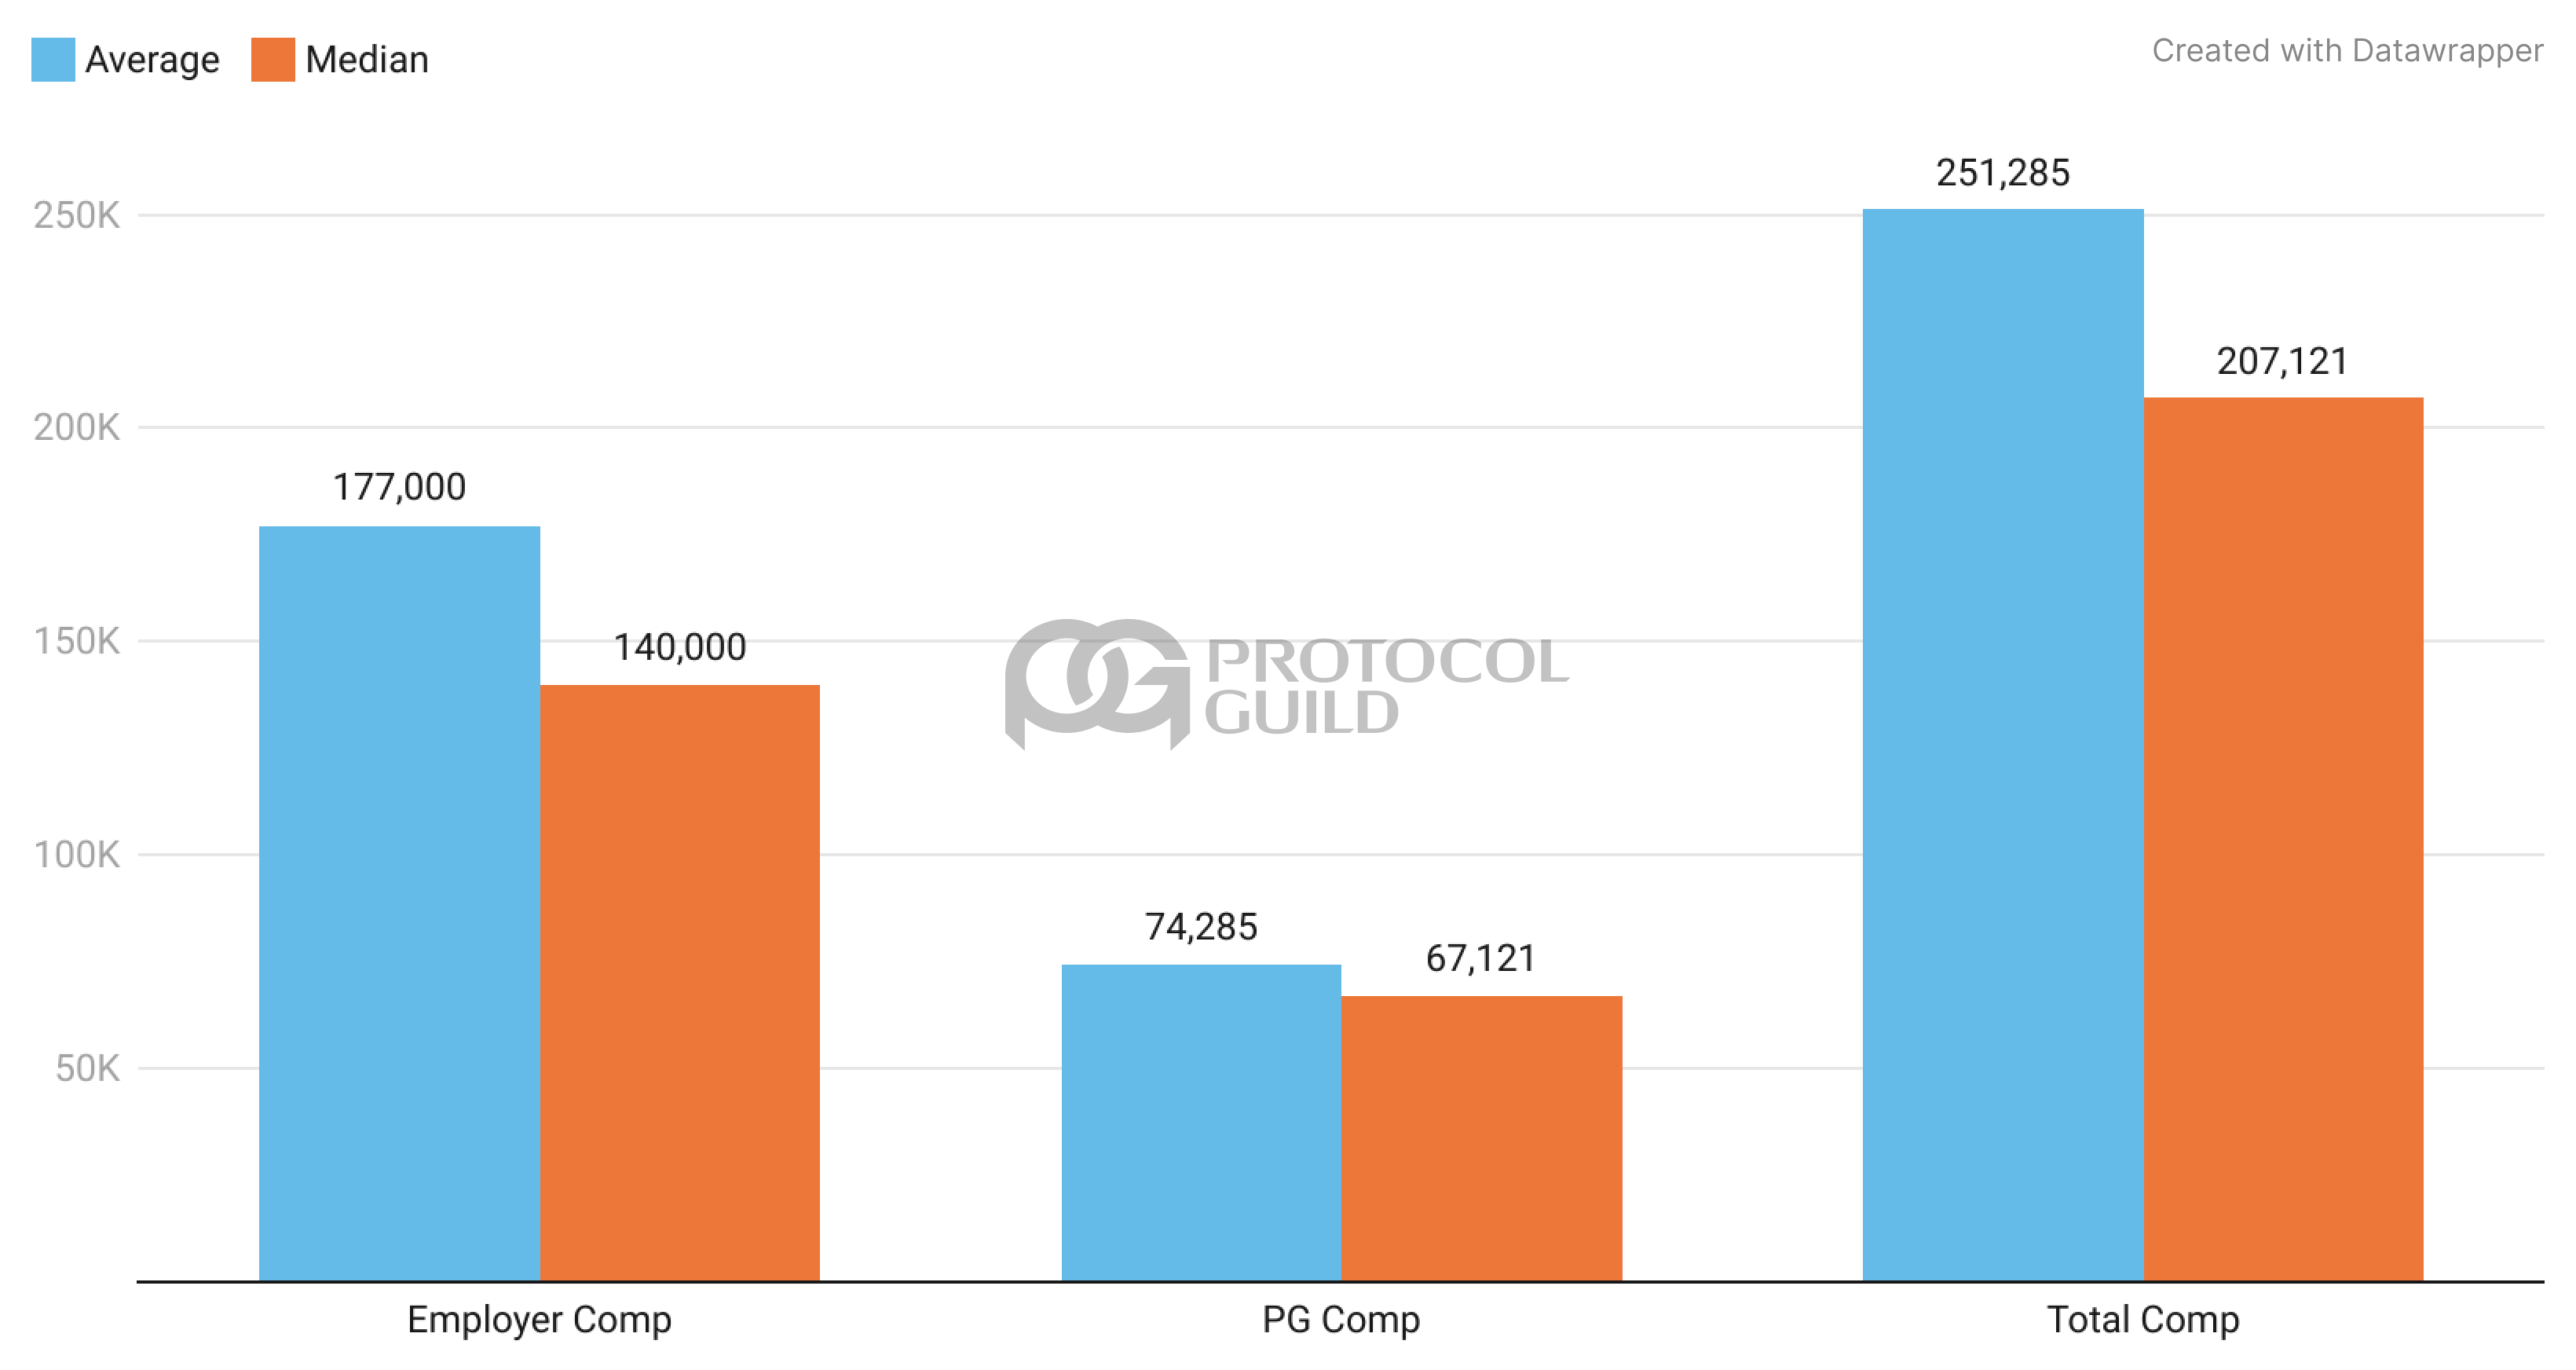 Average Median
Created with Datawrapper
251,285
250K
207,121
200K
177,000
150K
140,000
PROTOCOL
GUILD
100K
74,285
67,121
50K
Employer Comp PG Comp Total Comp